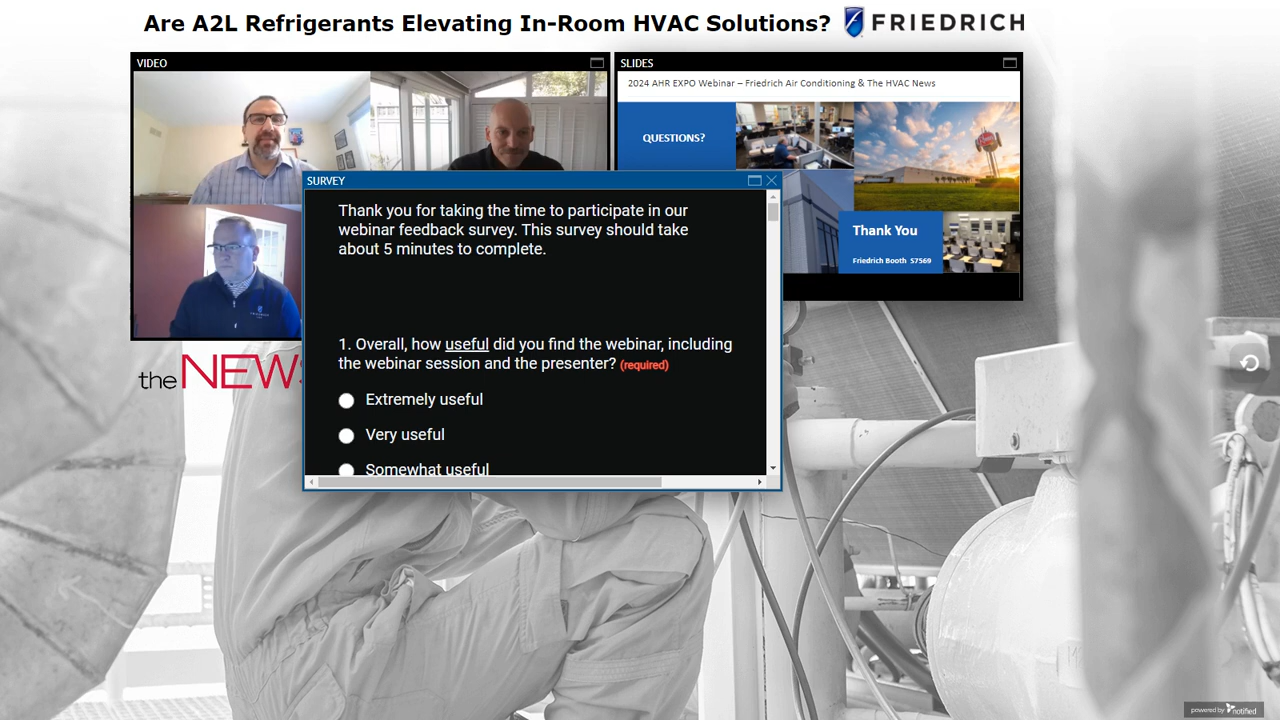 Are A2L Refrigerants Elevating In-Room HVAC Solutions?
FRIEDRICH
VIDEO
SLIDES
2024 AHR EXPO Webinar – Friedrich Air Conditioning & The HVAC News
QUESTIONS?
Thank You
Friedrich Booth S7569
SURVEY
Thank you for taking the time to participate in our
webinar feedback survey. This survey should take
about 5 minutes to complete.
1. Overall, how useful did you find the webinar, including
the webinar session and the presenter? (required)
Extremely useful
Very useful
Somewhat useful
the NEWS
powered by notified